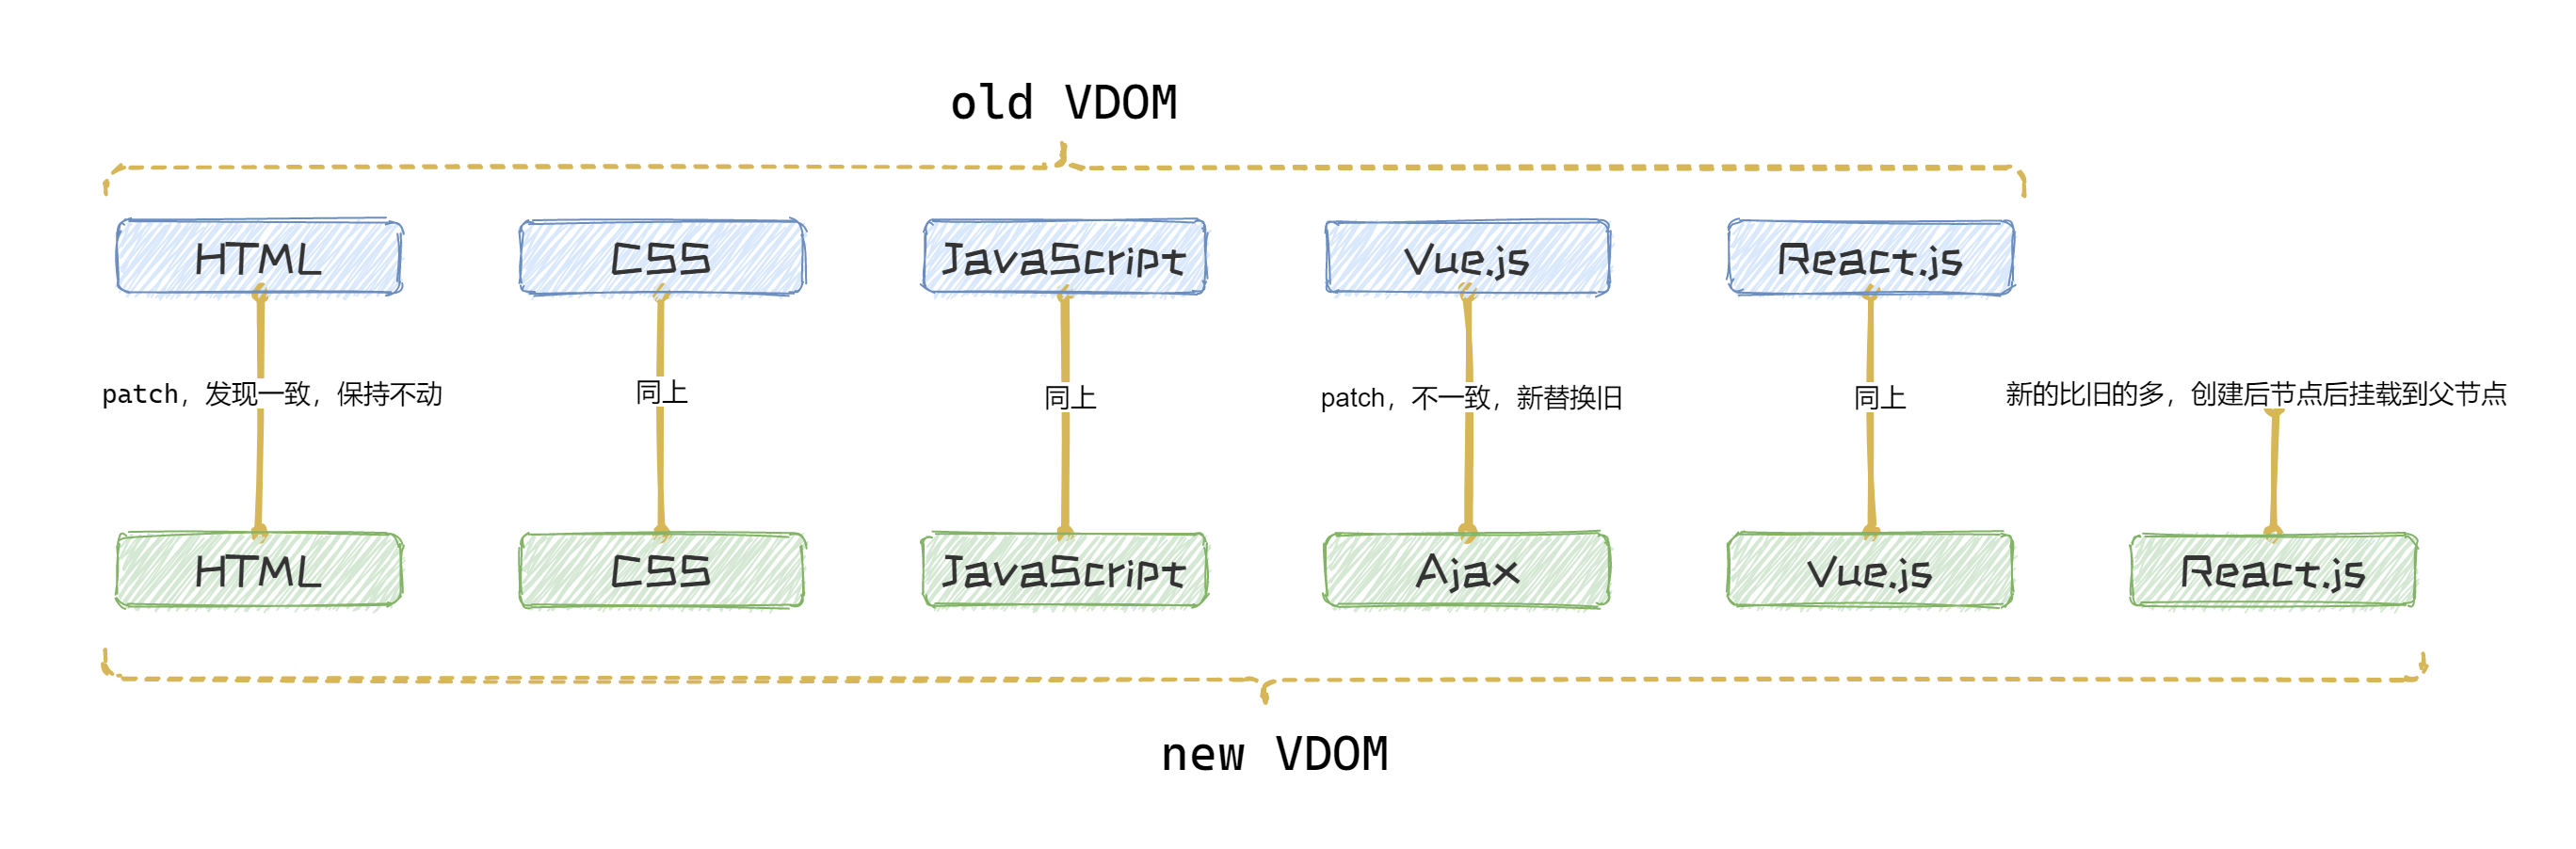 old VDOM
HTML CSS JavaScript Vue.js React.js
patch，发现一致，保持不动 同上 同上 patch，不一致，新替换旧 同上 新的比旧的多，创建后节点后挂载到父节点
HTML CSS JavaScript Ajax Vue.js React.js
new VDOM